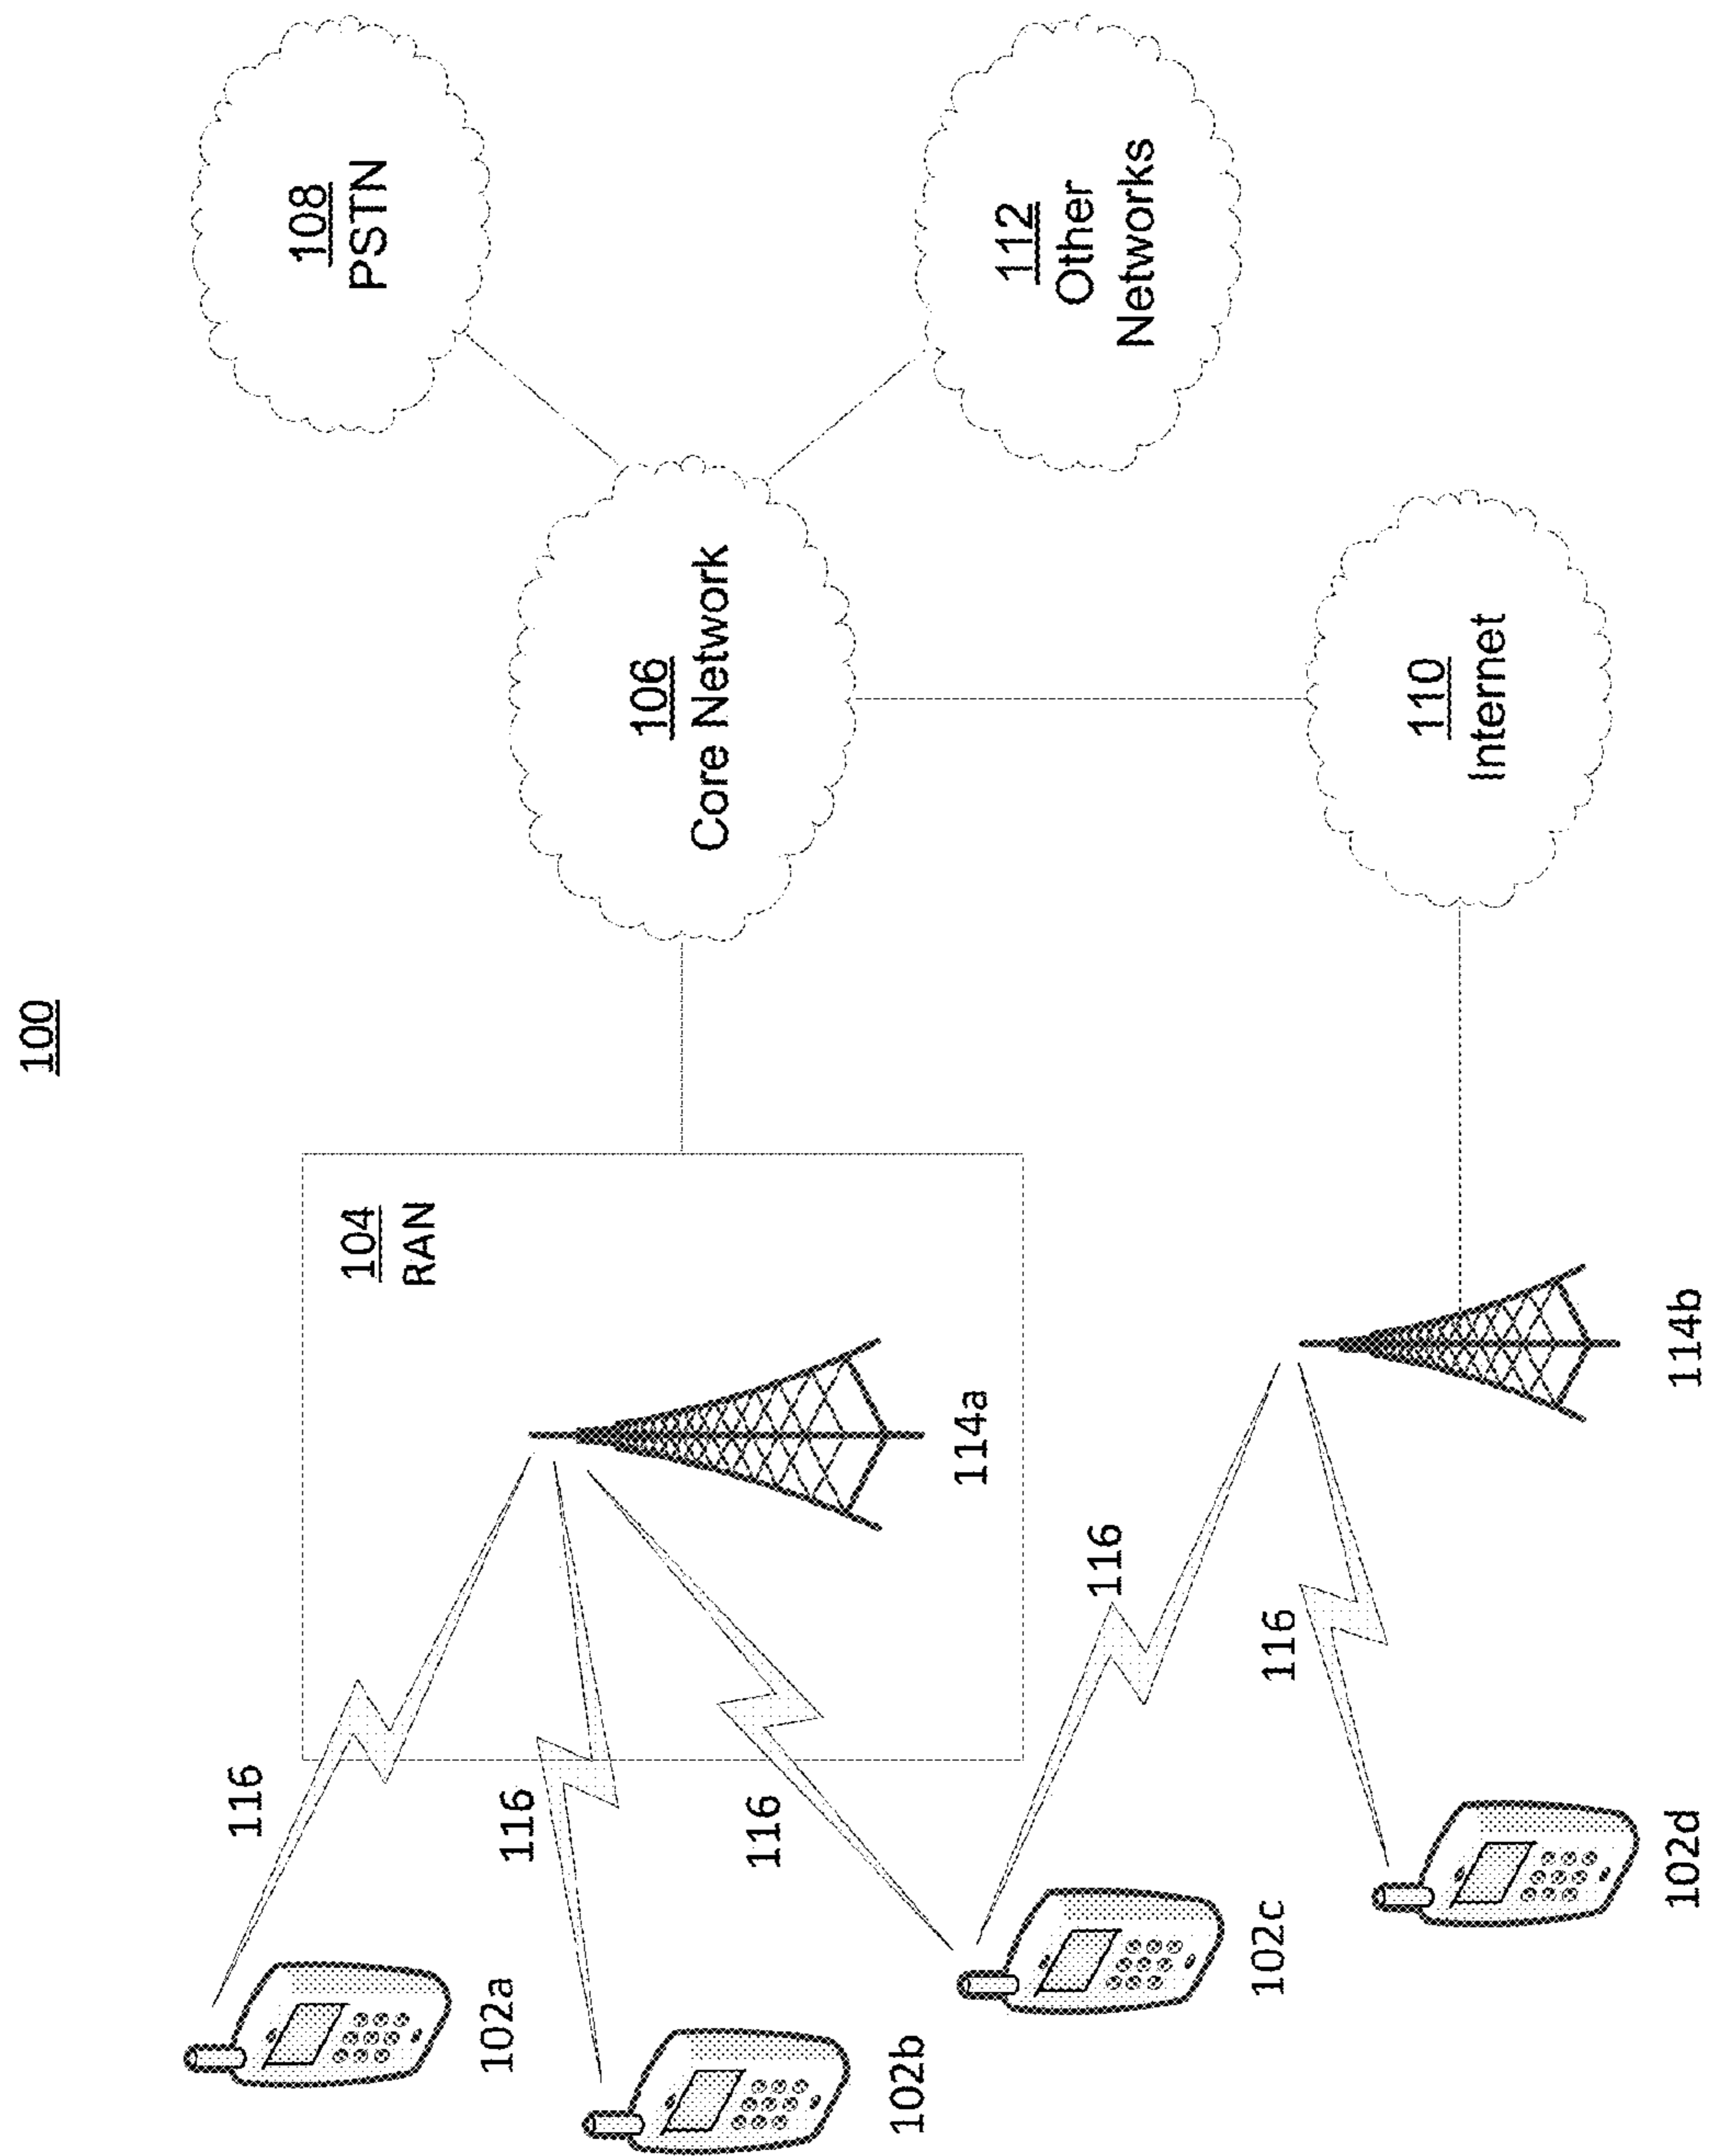 100
116
102a
116
102b
116
102c
116
116
102d
104
RAN
114a
114b
106
Core Network
108
PSTN
112
Other
Networks
110
Internet